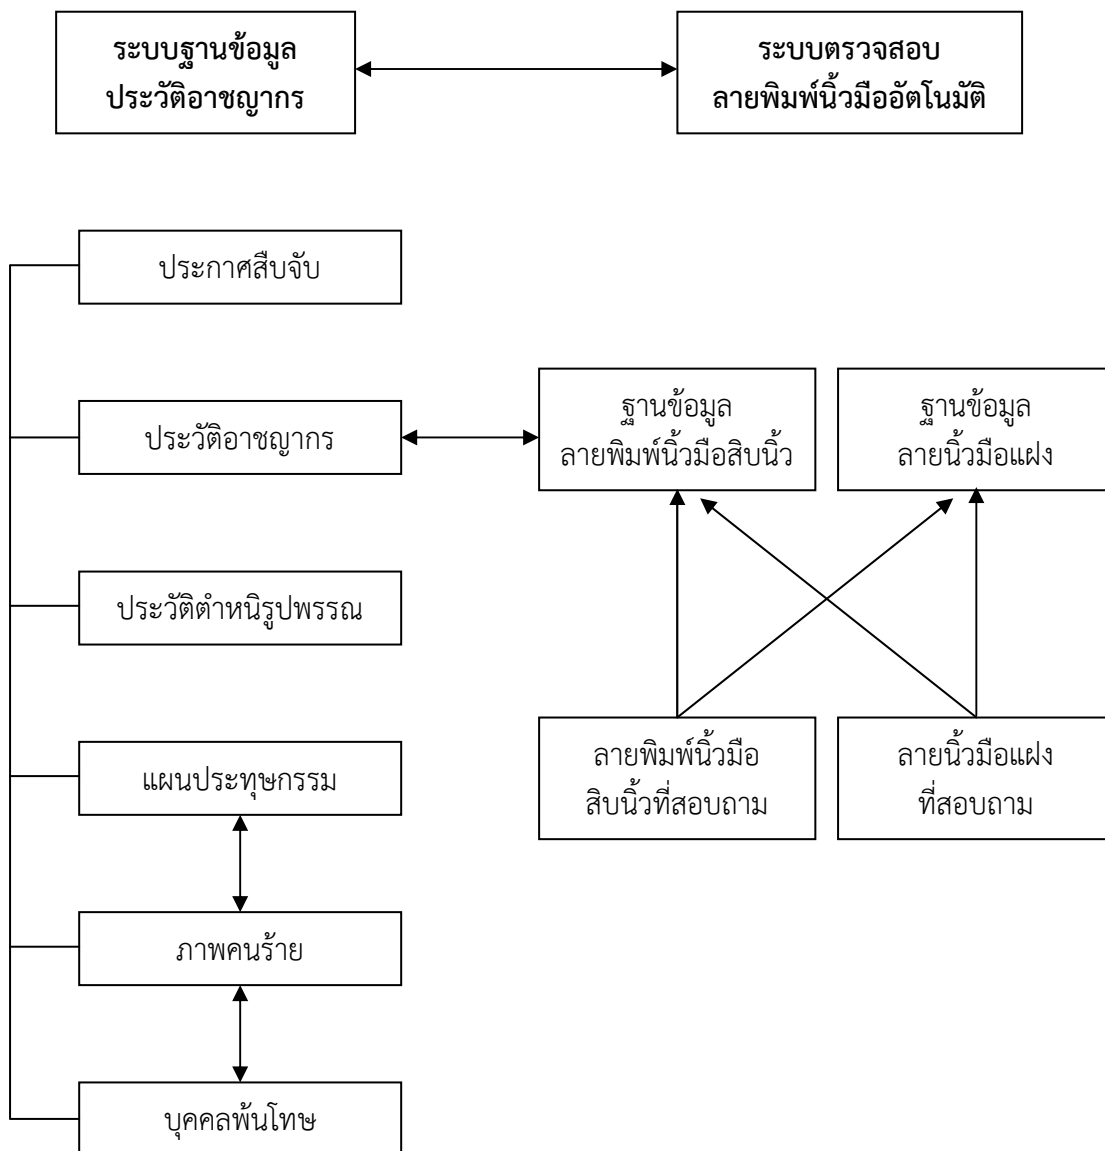 ระบบฐานข้อมูล
ประวัติอาชญากร
ระบบตรวจสอบ
ลายพิมพ์นิ้วมืออัตโนมัติ
ประกาศสืบจับ
ประวัติอาชญากร
ฐานข้อมูล
ลายพิมพ์นิ้วมือสิบนิ้ว
ฐานข้อมูล
ลายนิ้วมือแฝง
ประวัติตำหนิรูปพรรณ
แผนประทุษกรรม
ลายพิมพ์นิ้วมือ
สิบนิ้วที่สอบถาม
ลายนิ้วมือแฝง
ที่สอบถาม
ภาพคนร้าย
บุคคลพ้นโทษ